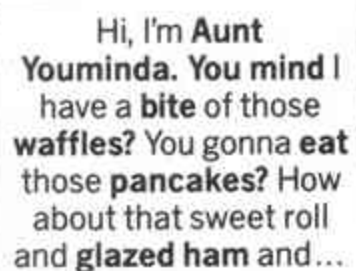 Hi, I'm Aunt
Youminda. You mind I
have a bite of those
waffles? You gonna eat
those pancakes? How
about that sweet roll
and glazed ham and...